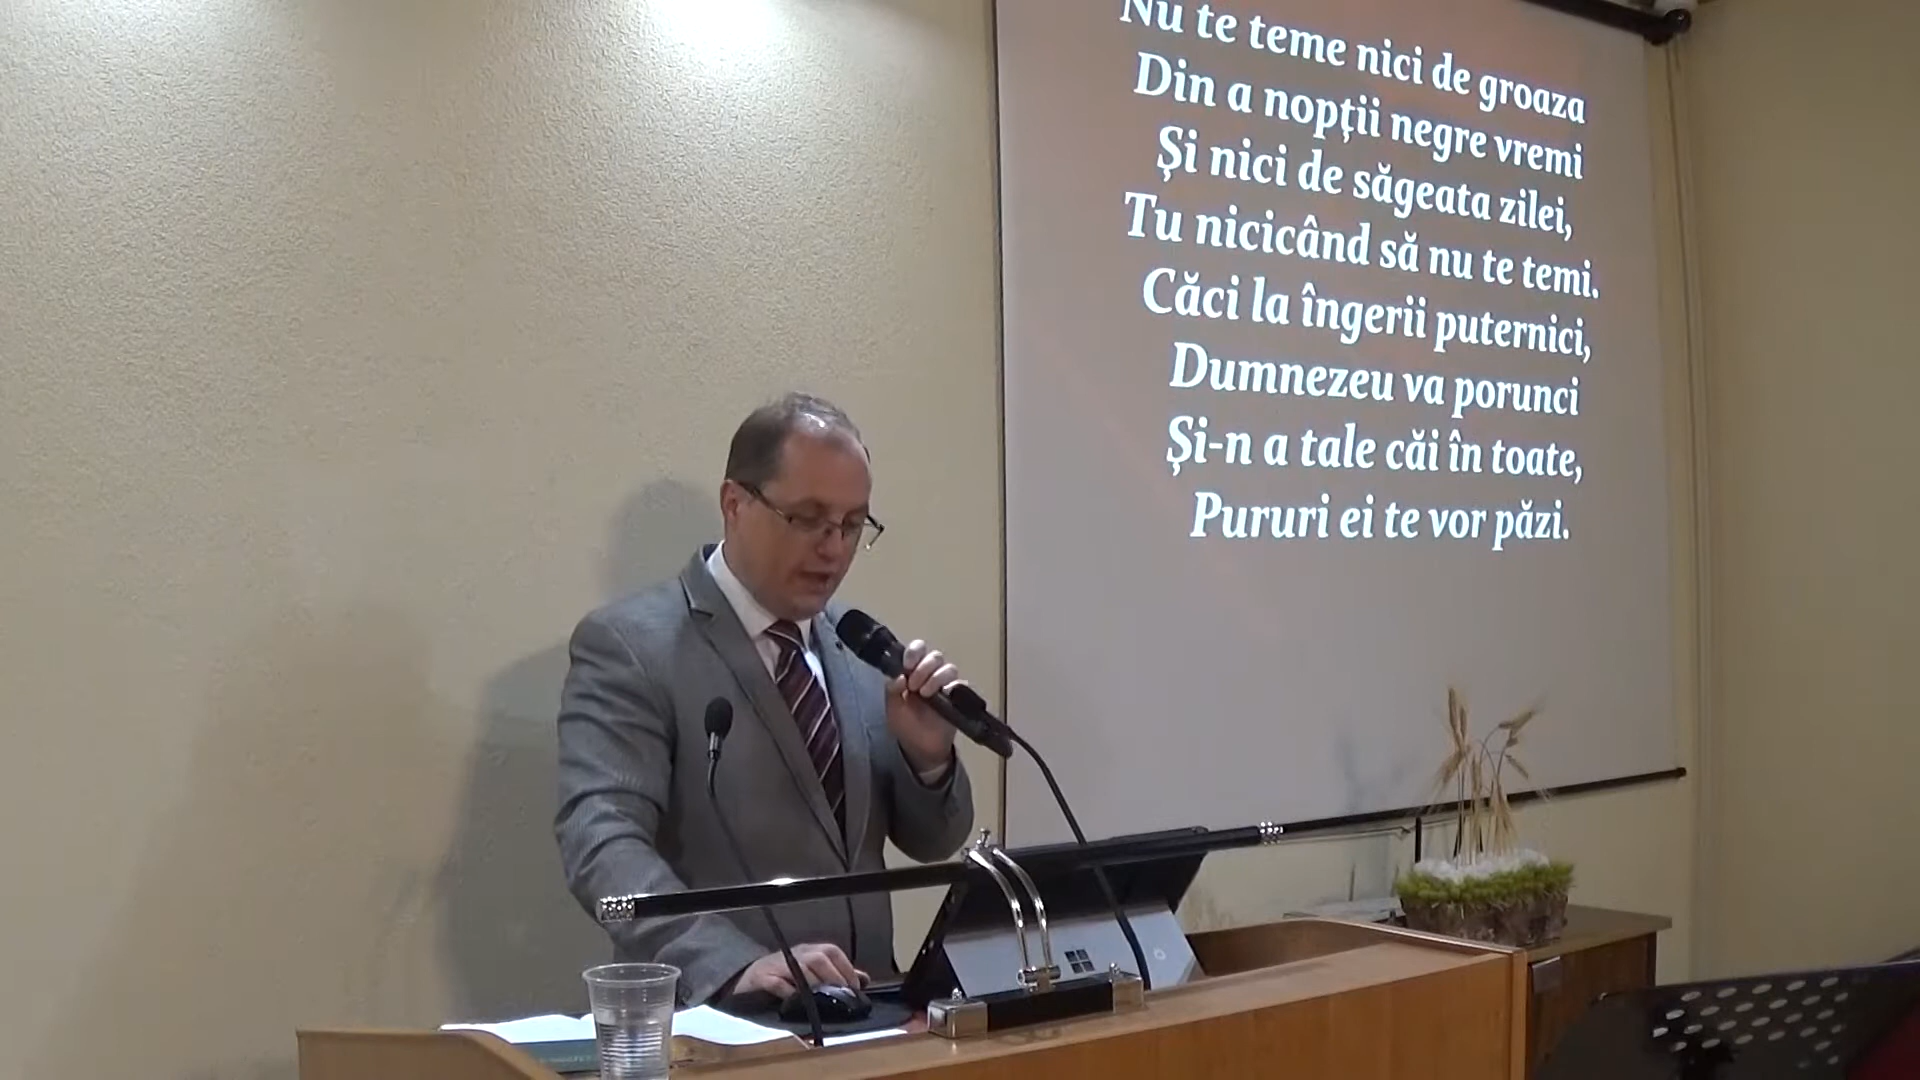 Nu te teme nici de groaza
Din a nopții negre vremi
Și nici de săgeata zilei,
Tu nicicând să nu te temi.
Căci la îngerii puternici,
Dumnezeu va porunci
Și-n a tale căi în toate,
Pururi ei te vor păzi.